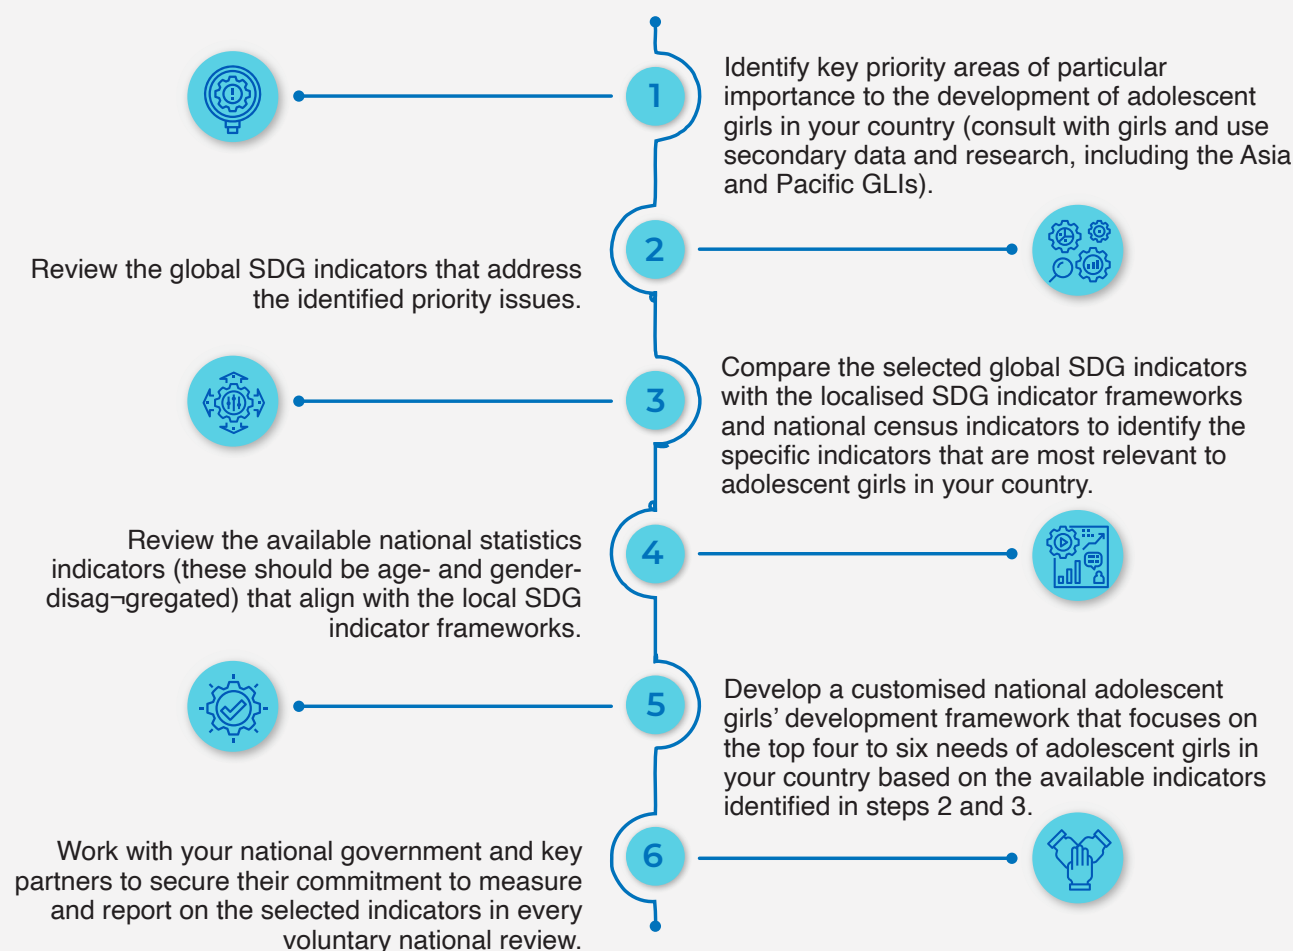 1
Identify key priority areas of particular
importance to the development of adolescent
girls in your country (consult with girls and use
secondary data and research, including the Asia
and Pacific GLIs).
2
Review the global SDG indicators that address
the identified priority issues.
3
Compare the selected global SDG indicators
with the localised SDG indicator frameworks
and national census indicators to identify the
specific indicators that are most relevant to
adolescent girls in your country.
4
Review the available national statistics
indicators (these should be age- and gender-
disag¬gregated) that align with the local SDG
indicator frameworks.
5
Develop a customised national adolescent
girls’ development framework that focuses on
the top four to six needs of adolescent girls in
your country based on the available indicators
identified in steps 2 and 3.
6
Work with your national government and key
partners to secure their commitment to measure
and report on the selected indicators in every
voluntary national review.